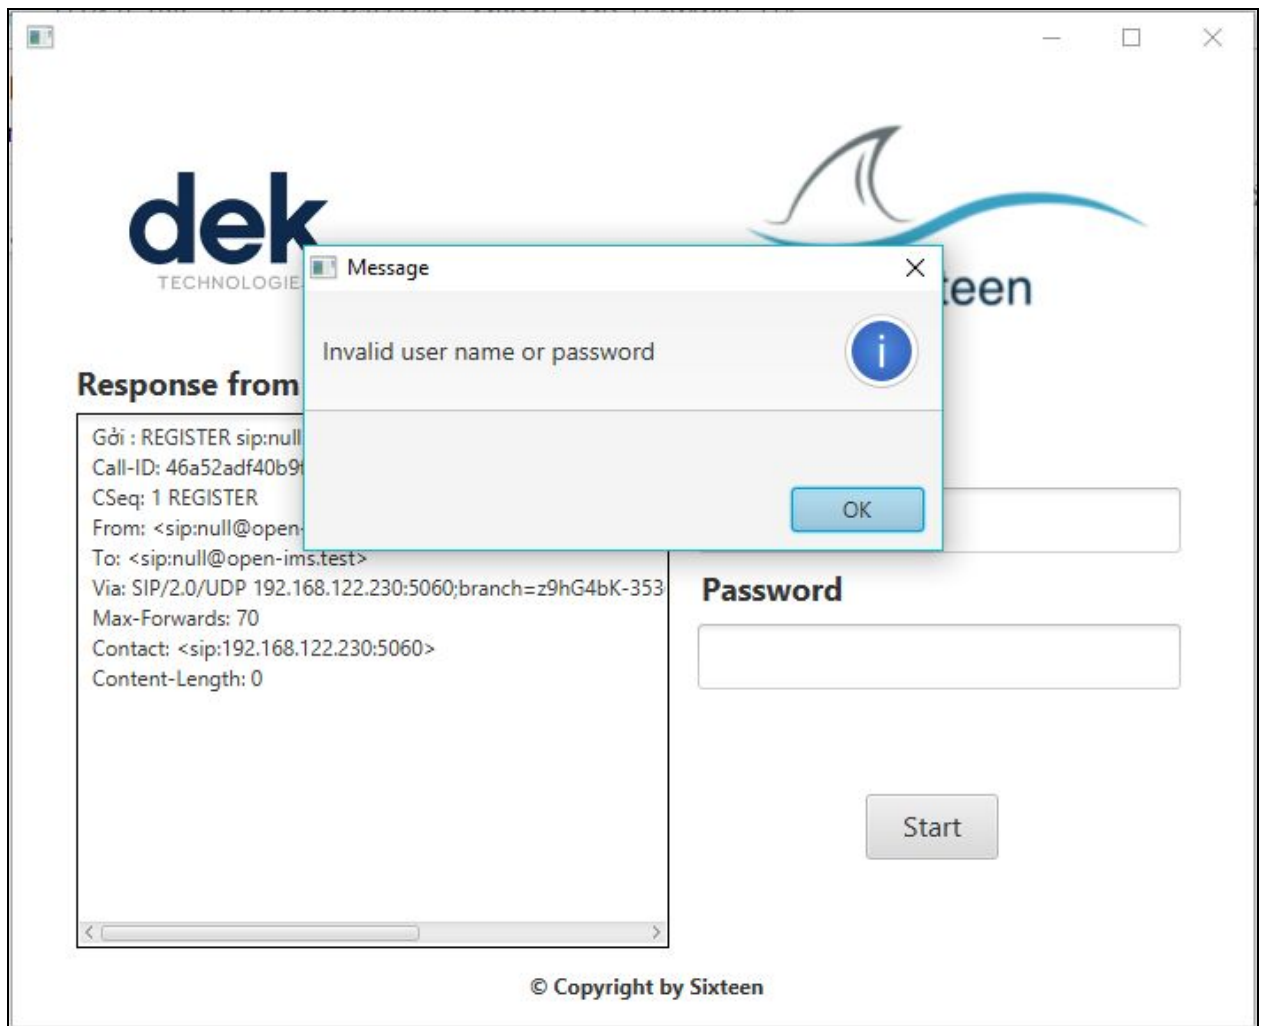 dek
TECHNOLOGIE
teen
Message
Invalid user name or password
OK
Response from
Gởi : REGISTER sip:null
Call-ID: 46a52adf40b9
CSeq: 1 REGISTER
From: <sip:null@open-
To: <sip:null@open-ims.test>
Via: SIP/2.0/UDP 192.168.122.230:5060;branch=z9hG4bK-353
Max-Forwards: 70
Contact: <sip:192.168.122.230:5060>
Content-Length: 0
Password
Start
© Copyright by Sixteen